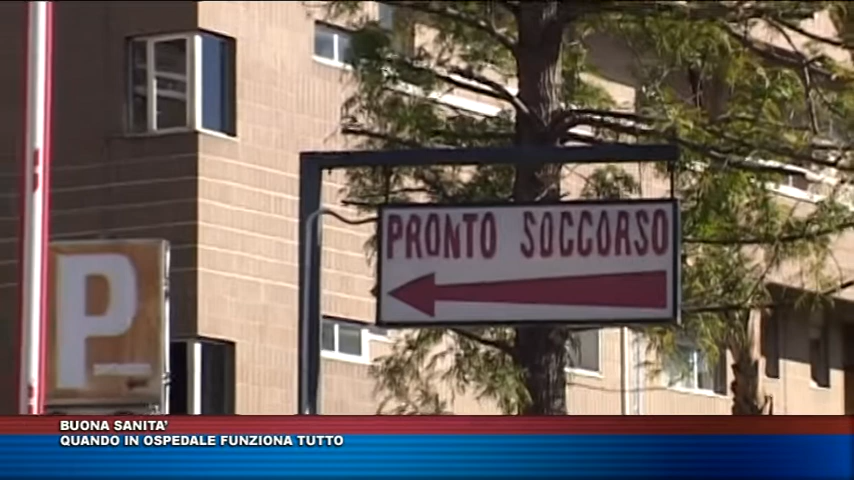 PRONTO SOCCORSO
P
BUONA SANITA'
QUANDO IN OSPEDALE FUNZIONA TUTTO